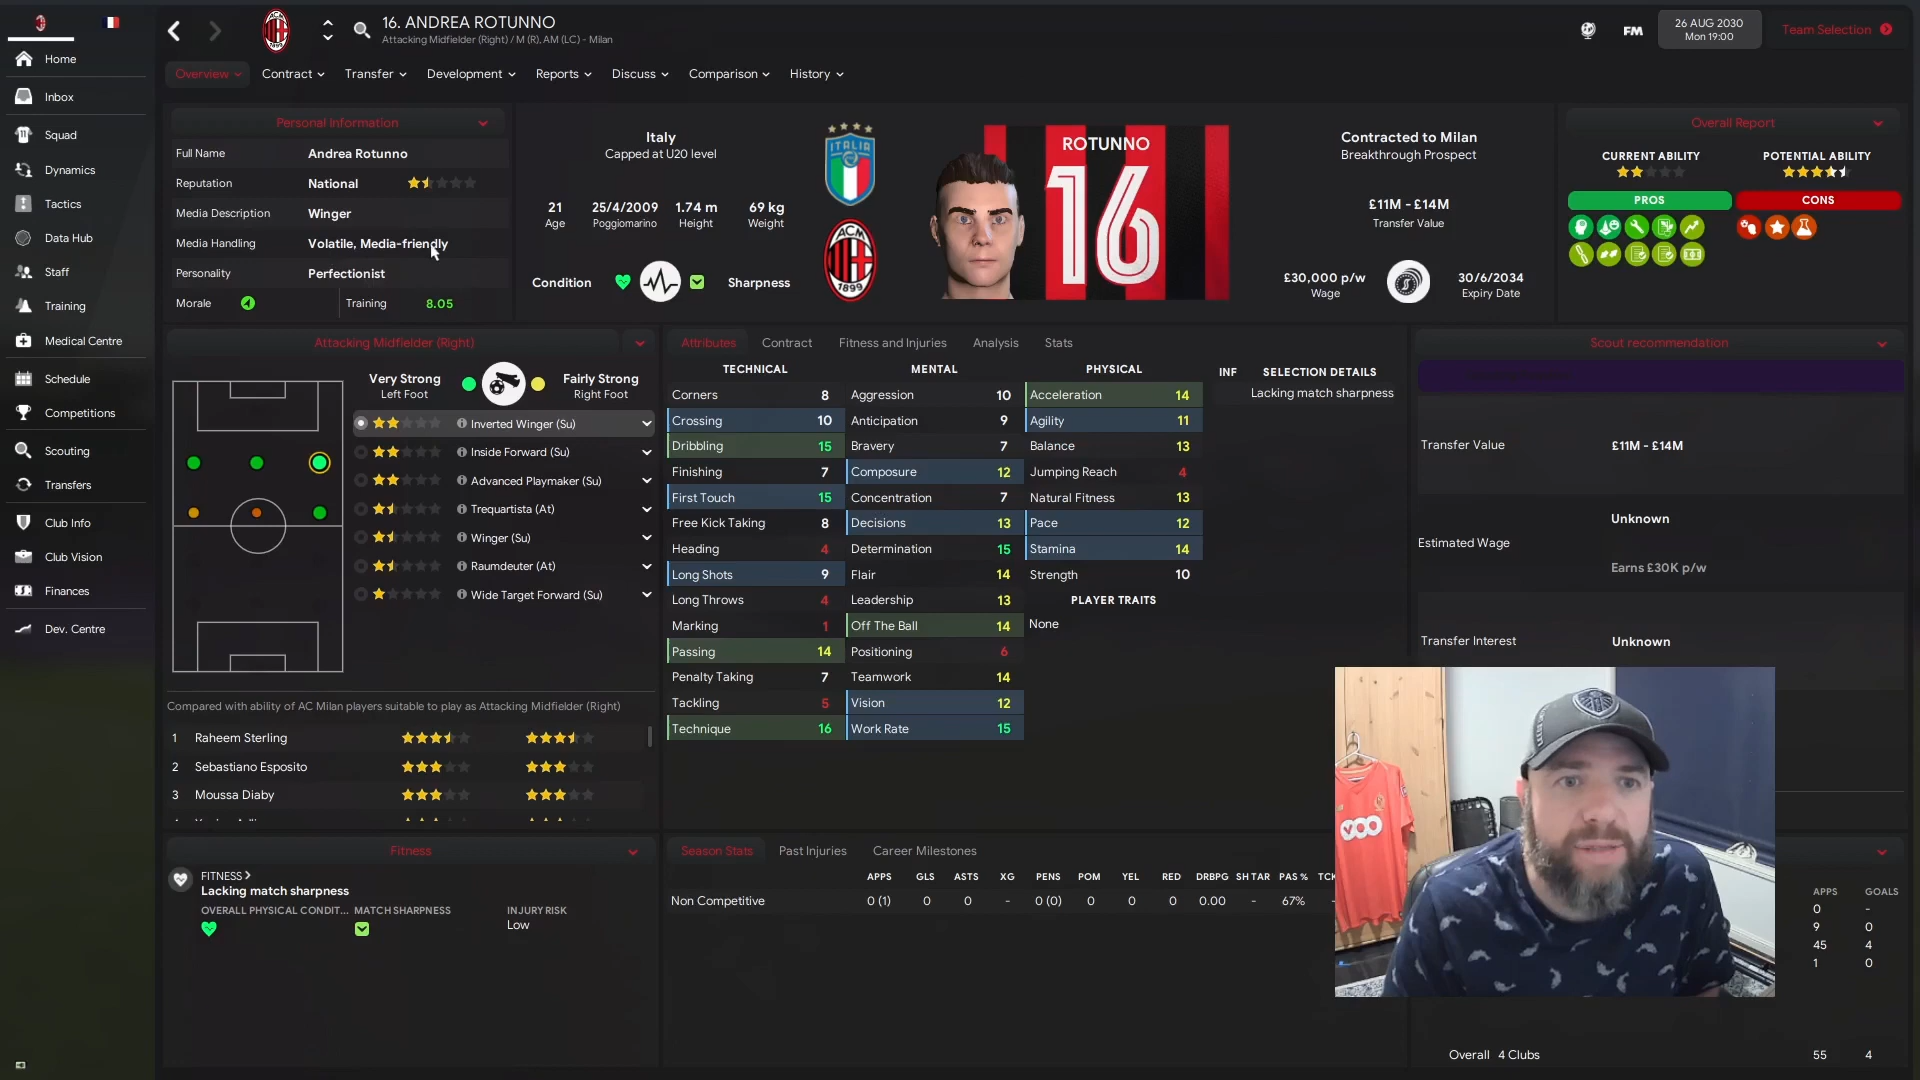 16. ANDREA ROTUNNO
Attacking Midfielder (Right) / M (R), AM (LC) - Milan
FM
26 AUG 2030
Mon 19:00
Team Selection
Home
Inbox
Squad
Dynamics
Tactics
Data Hub
Staff
Training
Medical Centre
Schedule
Competitions
Scouting
Transfers
Club Info
Club Vision
Finances
Dev. Centre
Overview Contract Transfer Development Reports Discuss Comparison History
Personal Information
Full Name Andrea Rotunno
Reputation National
Media Description Winger
Media Handling Volatile, Media-friendly
Personality Perfectionist
Morale Training 8.05
Italy
Capped at U20 level
21 25/4/2009 1.74 m 69 kg
Age Poggiomarino Height Weight
Condition Sharpness
ITALIA
ACM
1899
ROTUNNO
16
Contracted to Milan
Breakthrough Prospect
£11M - £14M
Transfer Value
£30,000 p/w 30/6/2034
Wage Expiry Date
Overall Report
CURRENT ABILITY POTENTIAL ABILITY
PROS CONS
Attacking Midfielder (Right)
Very Strong Fairly Strong
Left Foot Right Foot
Inverted Winger (Su)
Inside Forward (Su)
Advanced Playmaker (Su)
Trequartista (At)
Winger (Su)
Raumdeuter (At)
Wide Target Forward (Su)
Compared with ability of AC Milan players suitable to play as Attacking Midfielder (Right)
1 Raheem Sterling
2 Sebastiano Esposito
3 Moussa Diaby
Attributes Contract Fitness and Injuries Analysis Stats
TECHNICAL MENTAL PHYSICAL
Corners 8 Aggression 10 Acceleration 14
Crossing 10 Anticipation 9 Agility 11
Dribbling 15 Bravery 7 Balance 13
Finishing 7 Composure 12 Jumping Reach 4
First Touch 15 Concentration 7 Natural Fitness 13
Free Kick Taking 8 Decisions 13 Pace 12
Heading 4 Determination 15 Stamina 14
Long Shots 9 Flair 14 Strength 10
Long Throws 4 Leadership 13 PLAYER TRAITS
Marking 1 Off The Ball 14 None
Passing 14 Positioning 6
Penalty Taking 7 Teamwork 14
Tackling 5 Vision 12
Technique 16 Work Rate 15
INF SELECTION DETAILS
Lacking match sharpness
Scout recommendation
Transfer Value £11M - £14M
Unknown
Estimated Wage
Earns £30K p/w
Transfer Interest Unknown
VOO
Fitness
FITNESS
Lacking match sharpness
OVERALL PHYSICAL CONDIT... MATCH SHARPNESS INJURY RISK
Low
Season Stats Past Injuries Career Milestones
APPS GLS ASTS XG PENS POM YEL RED DRBPG SH TAR PAS % TCK
Non Competitive 0 (1) 0 0 - 0 (0) 0 0 0 0.00 - 67% -
APPS GOALS
0 -
9 0
45 4
1 0
Overall 4 Clubs 55 4